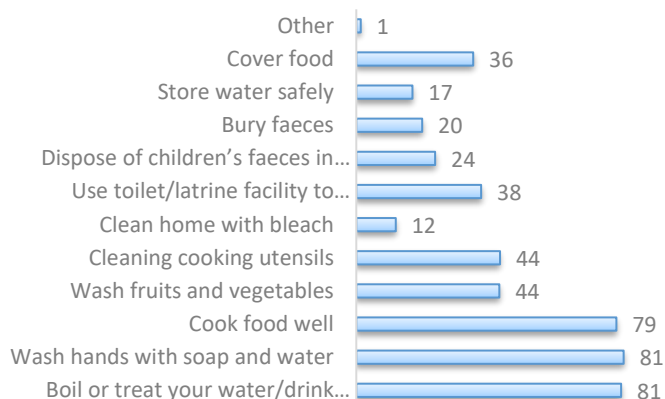 Other 1
Cover food 36
Store water safely 17
Bury faeces 20
Dispose of children’s faeces in… 24
Use toilet/latrine facility to… 38
Clean home with bleach 12
Cleaning cooking utensils 44
Wash fruits and vegetables 44
Cook food well 79
Wash hands with soap and water 81
Boil or treat your water/drink… 81